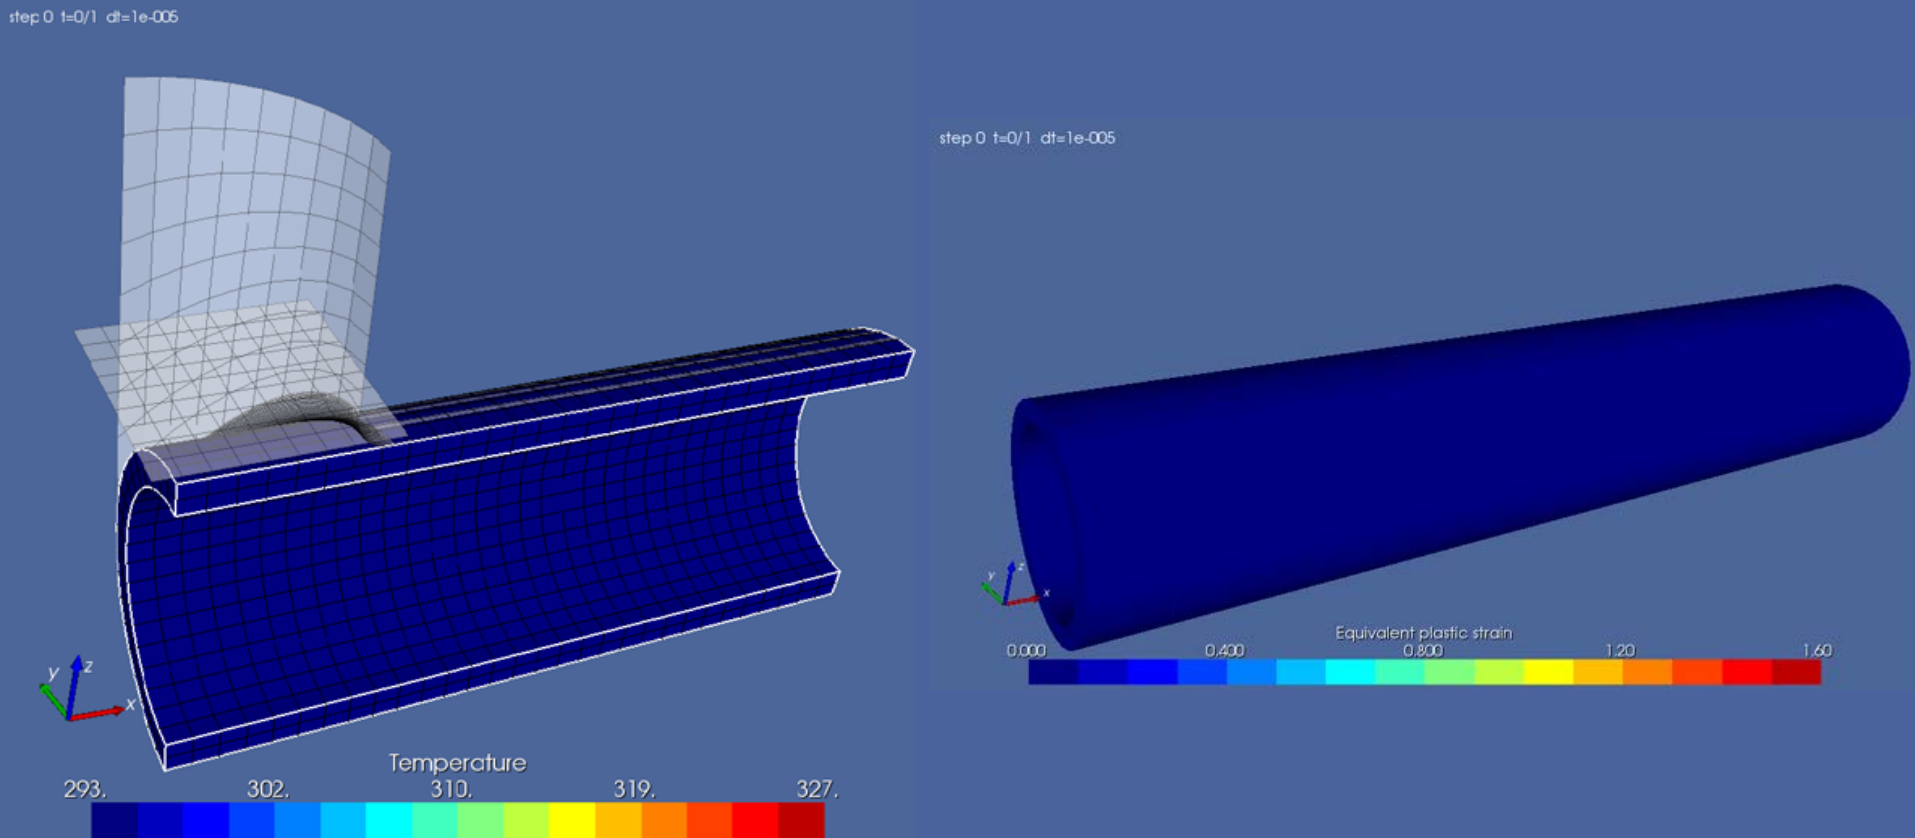 step 0 t=0/1 dt=1e-005
y
z
x
Temperature
293. 302. 310. 319. 327.
step 0 t=0/1 dt=1e-005
y
z
x
Equivalent plastic strain
0.000 0.400 0.800 1.20 1.60